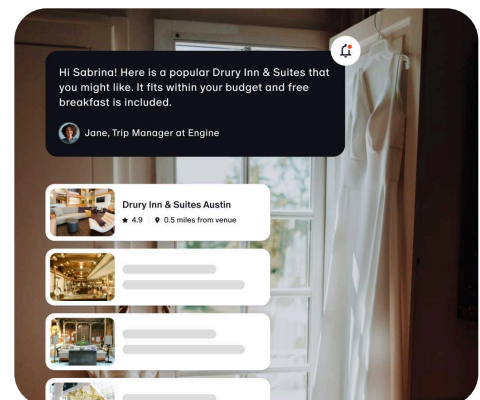 Hi Sabrina! Here is a popular Drury Inn & Suites that
you might like. It fits within your budget and free
breakfast is included.
Jane, Trip Manager at Engine
Drury Inn & Suites Austin
4.9
0.5 miles from venue